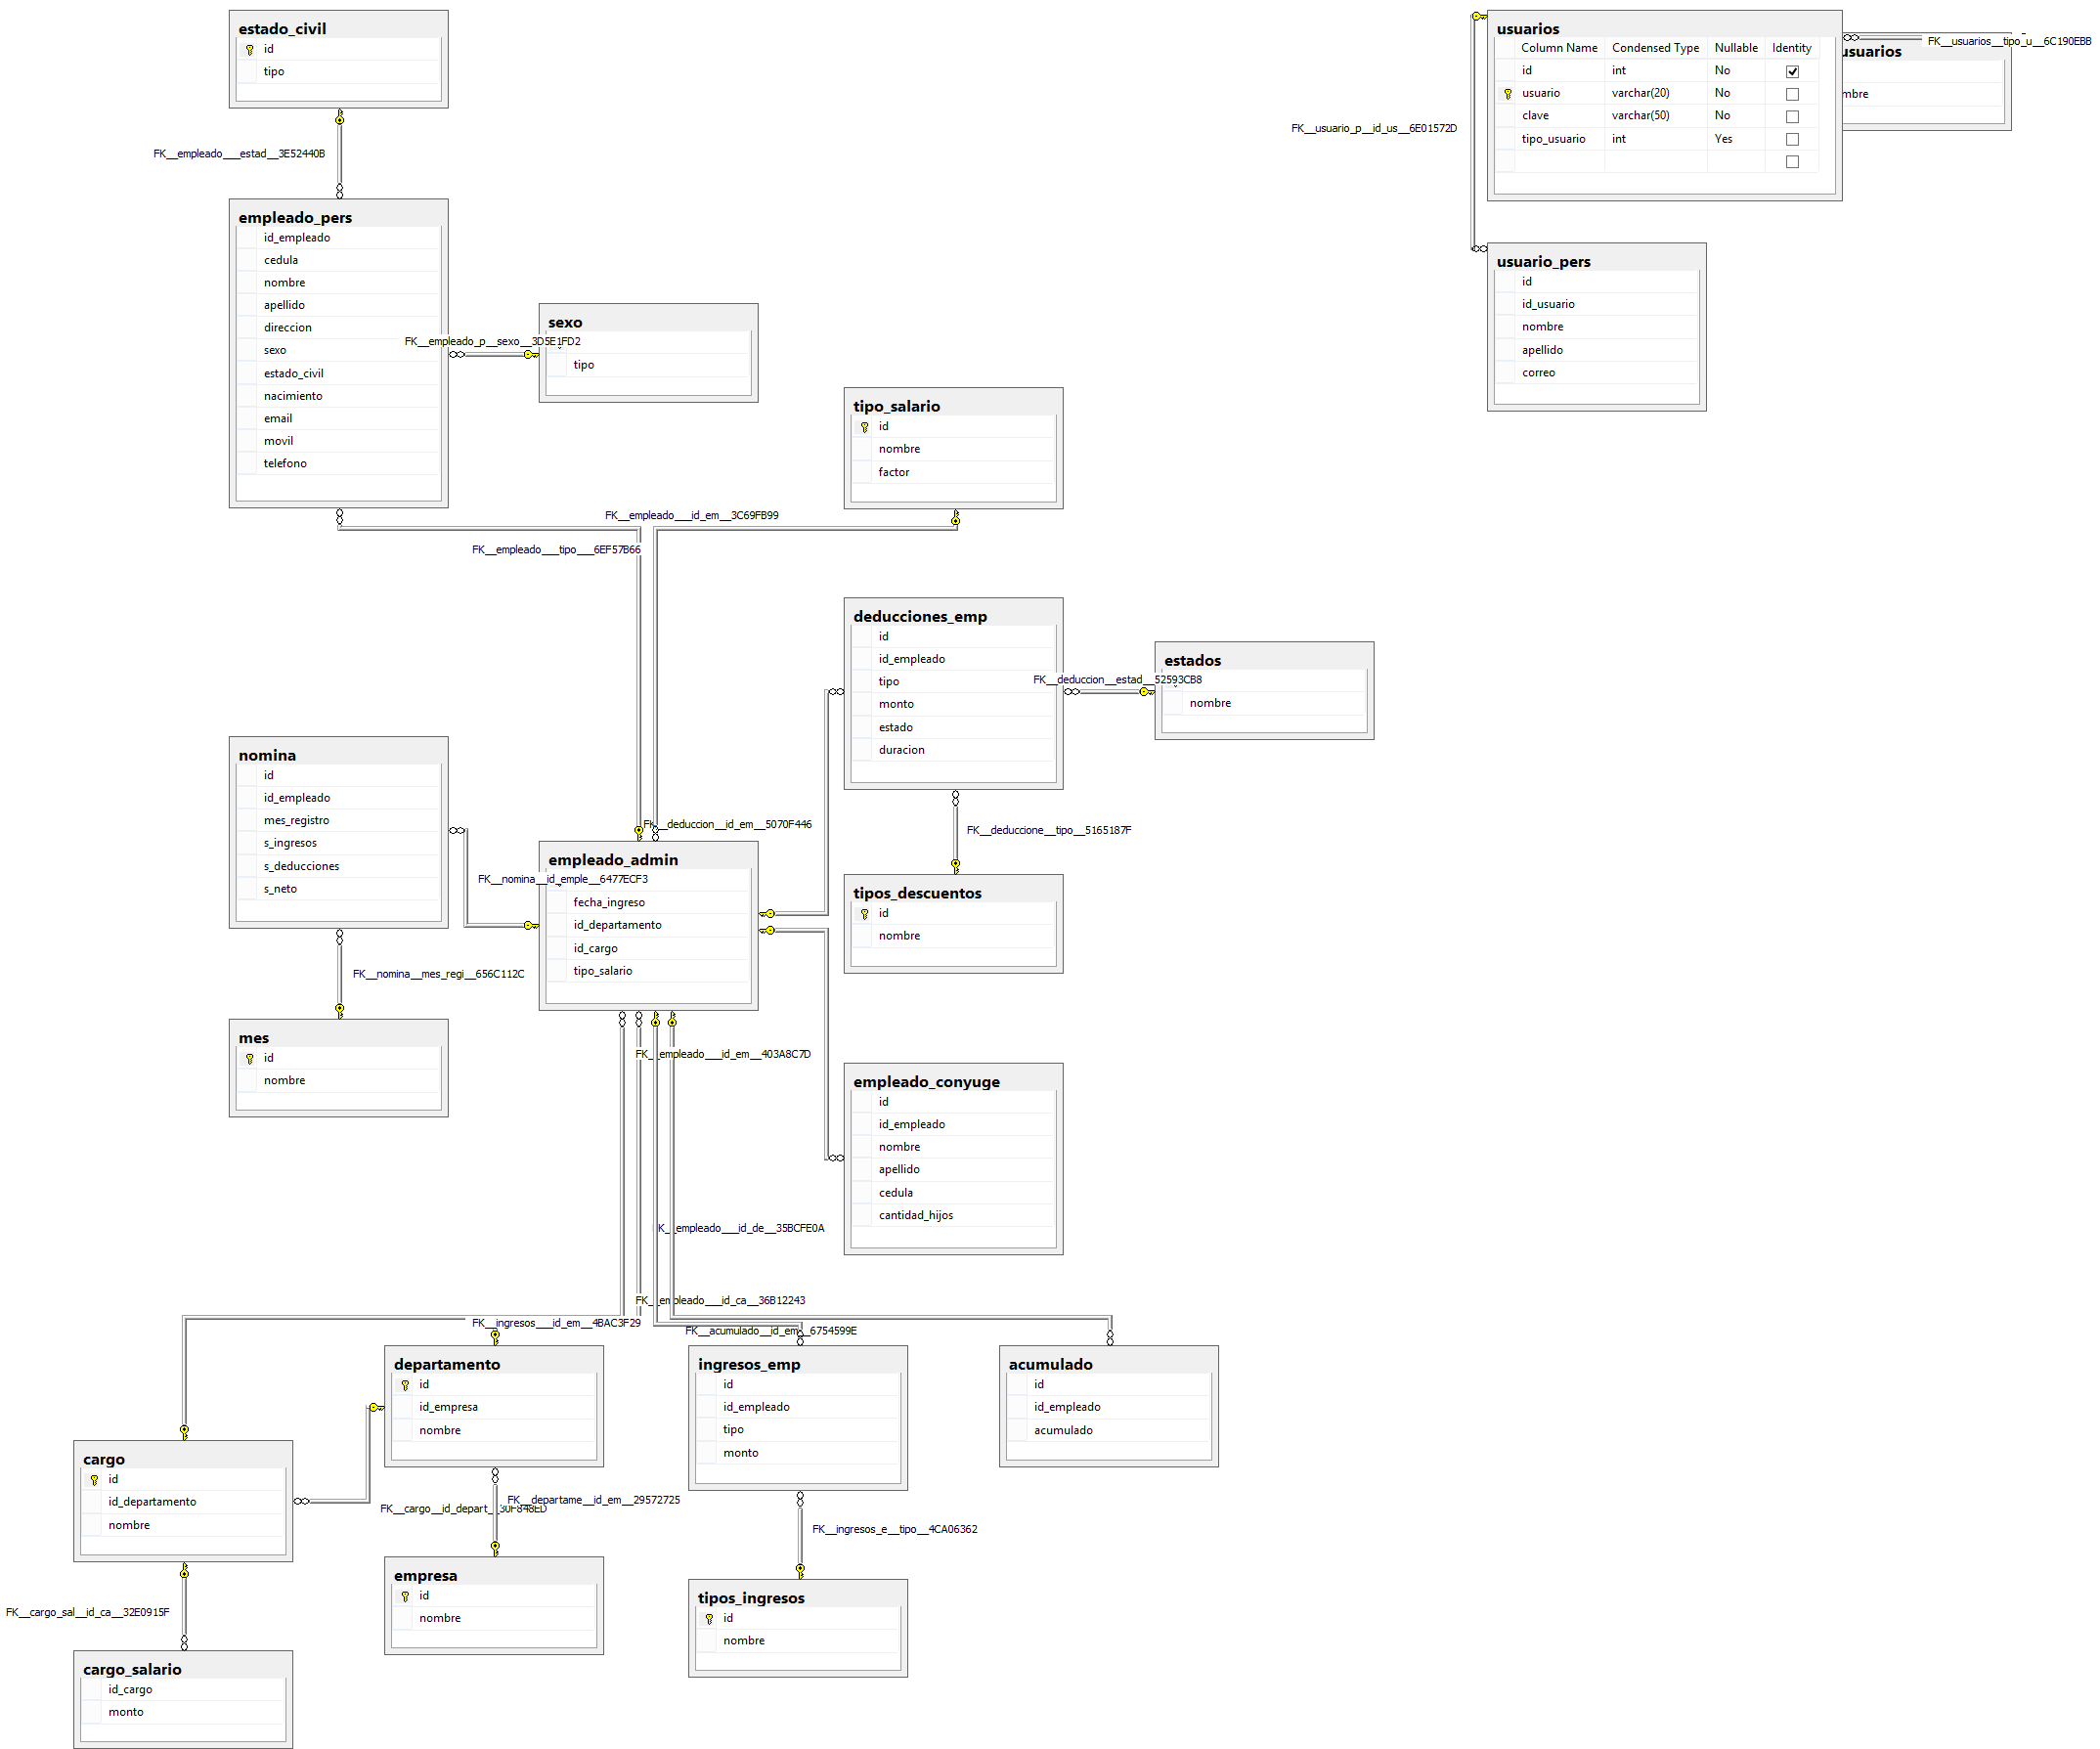 estado_civil
id
tipo
FK__empleado___estad__3E52440B
empleado_pers
id_empleado
cedula
nombre
apellido
direccion
sexo
estado_civil
nacimiento
email
movil
telefono
sexo
FK__empleado_p__sexo__3D5E1FD2
tipo
tipo_salario
id
nombre
factor
FK__empleado___id_em__3C69FB99
FK__empleado___tipo___6EF57B66
usuarios
Column Name Condensed Type Nullable Identity
id int No
usuario varchar(20) No
clave varchar(50) No
tipo_usuario int Yes
FK__usuarios__tipo_u__6C190EBB
usuarios
mbre
FK__usuario_p__id_us__6E01572D
usuario_pers
id
id_usuario
nombre
apellido
correo
deducciones_emp
id
id_empleado
tipo
monto
estado
duracion
estados
FK__deduccion__estad__52593CB8
nombre
FK__deduccion__id_em__5070F446
FK__deduccione__tipo__5165187F
tipos_descuentos
id
nombre
nomina
id
id_empleado
mes_registro
s_ingresos
s_deducciones
s_neto
empleado_admin
FK__nomina__id_emple__6477ECF3
fecha_ingreso
id_departamento
id_cargo
tipo_salario
FK__nomina__mes_regi__656C112C
mes
id
nombre
FK__empleado___id_em__403A8C7D
empleado_conyuge
id
id_empleado
nombre
apellido
cedula
cantidad_hijos
FK__empleado___id_de__35BCFE0A
FK__empleado___id_ca__36B12243
FK__ingresos___id_em__4BAC3F29
FK__acumulado__id_em__6754599E
departamento
id
id_empresa
nombre
ingresos_emp
id
id_empleado
tipo
monto
acumulado
id
id_empleado
acumulado
cargo
id
id_departamento
nombre
FK__departame__id_em__29572725
FK__cargo__id_depart__30F848ED
FK__ingresos_e__tipo__4CA06362
empresa
id
nombre
tipos_ingresos
id
nombre
FK__cargo_sal__id_ca__32E0915F
cargo_salario
id_cargo
monto